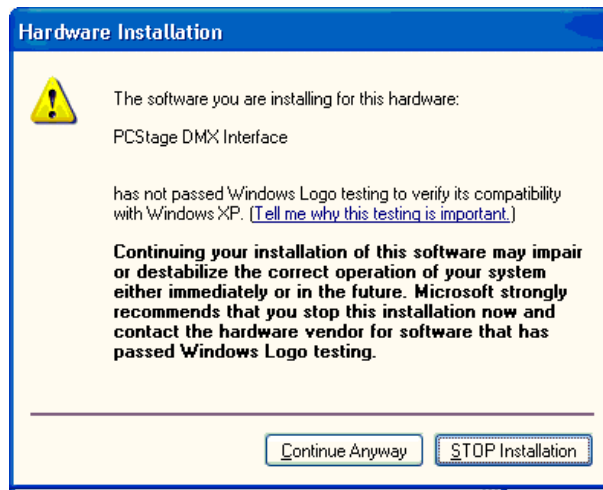 Hardware Installation
The software you are installing for this hardware:
PCStage DMX Interface
has not passed Windows Logo testing to verify its compatibility
with Windows XP. (Tell me why this testing is important.)
Continuing your installation of this software may impair
or destabilize the correct operation of your system
either immediately or in the future. Microsoft strongly
recommends that you stop this installation now and
contact the hardware vendor for software that has
passed Windows Logo testing.
Continue Anyway STOP Installation